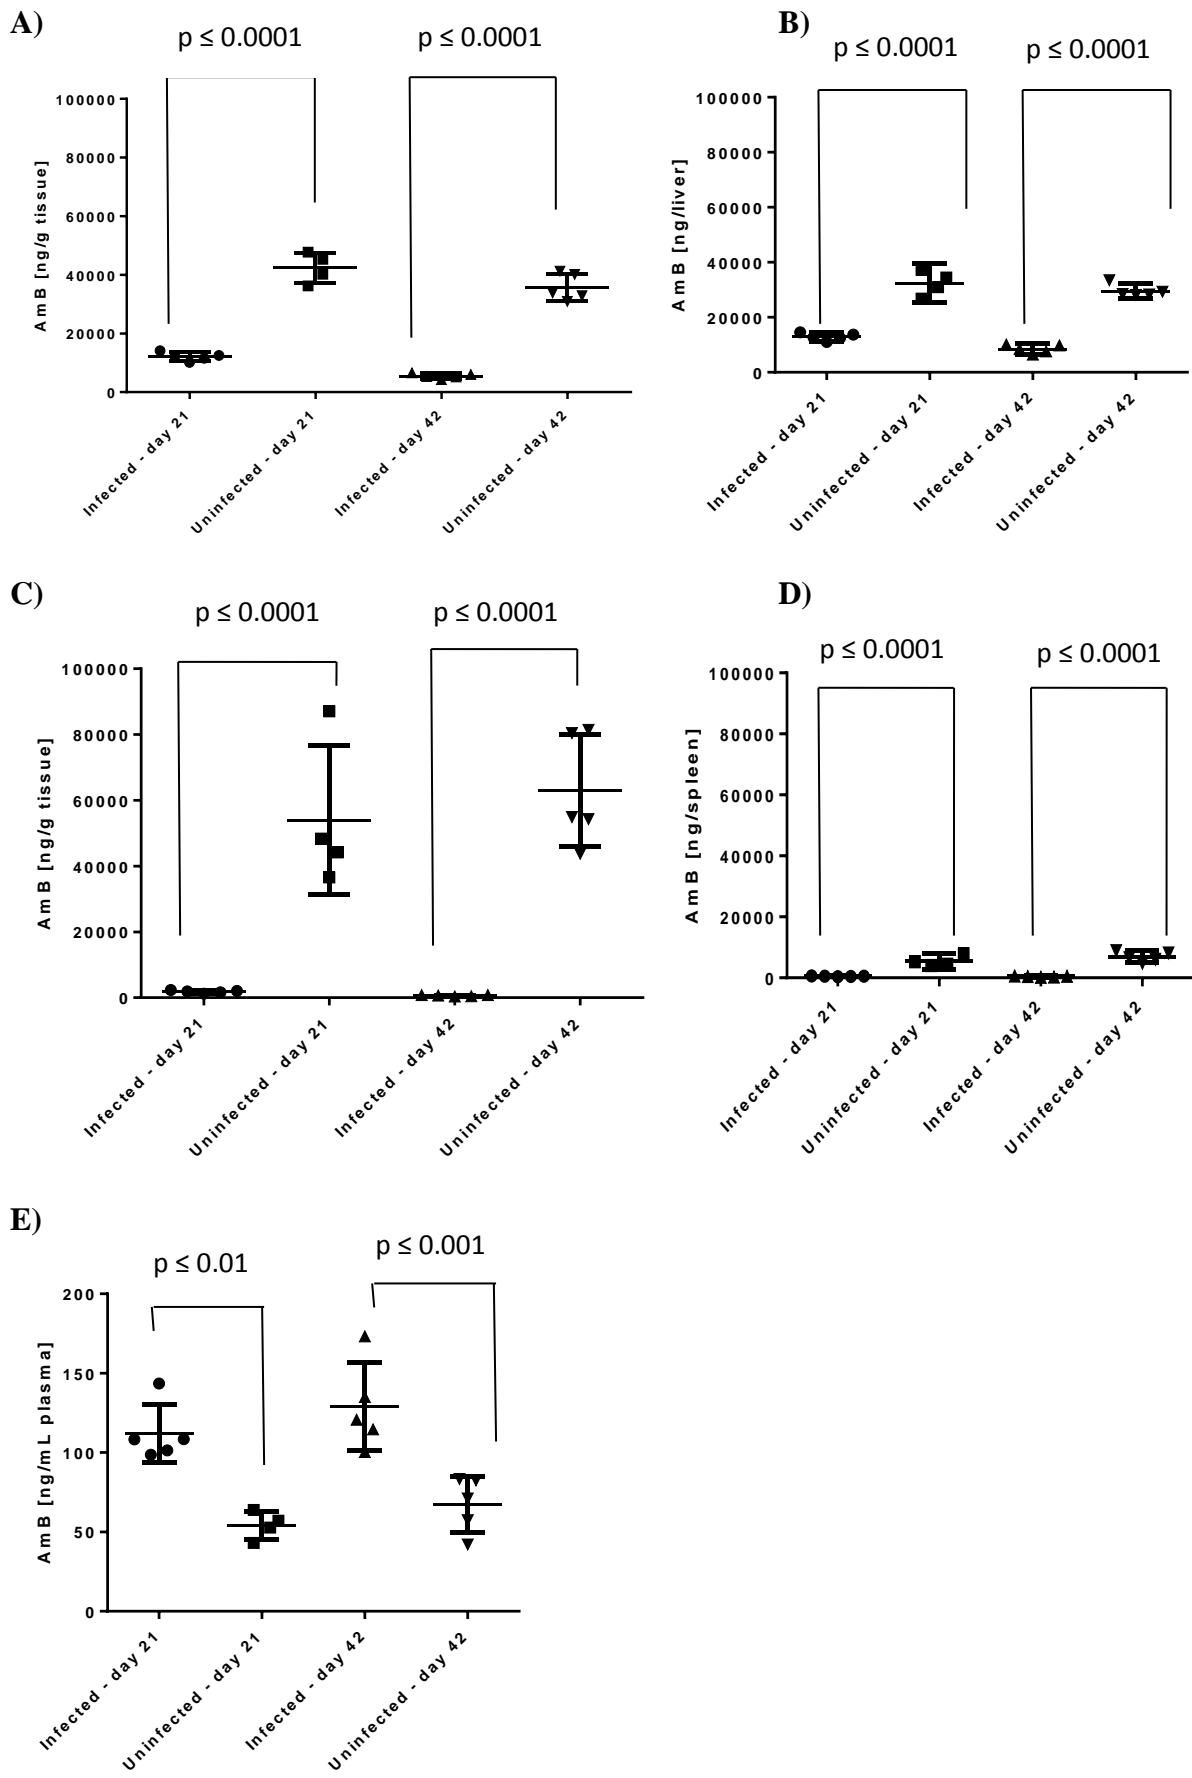 A)
p ≤ 0.0001
p ≤ 0.0001
AmB [ng/g tissue]
100000
80000
60000
40000
20000
0
Infected - day 21
Uninfected - day 21
Infected - day 42
Uninfected - day 42
B)
p ≤ 0.0001
p ≤ 0.0001
AmB [ng/liver]
100000
80000
60000
40000
20000
0
Infected - day 21
Uninfected - day 21
Infected - day 42
Uninfected - day 42
C)
p ≤ 0.0001
p ≤ 0.0001
AmB [ng/g tissue]
100000
80000
60000
40000
20000
0
Infected - day 21
Uninfected - day 21
Infected - day 42
Uninfected - day 42
D)
p ≤ 0.0001
p ≤ 0.0001
AmB [ng/spleen]
100000
80000
60000
40000
20000
0
Infected - day 21
Uninfected - day 21
Infected - day 42
Uninfected - day 42
E)
p ≤ 0.01
p ≤ 0.001
AmB [ng/mL plasma]
200
150
100
50
0
Infected - day 21
Uninfected - day 21
Infected - day 42
Uninfected - day 42